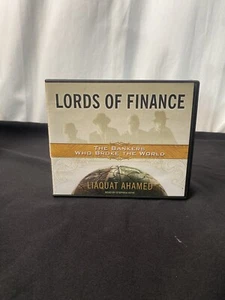 LORDS OF FINANCE
THE BANKERS
WHO BROKE THE WORLD
LIAQUAT AHAMED